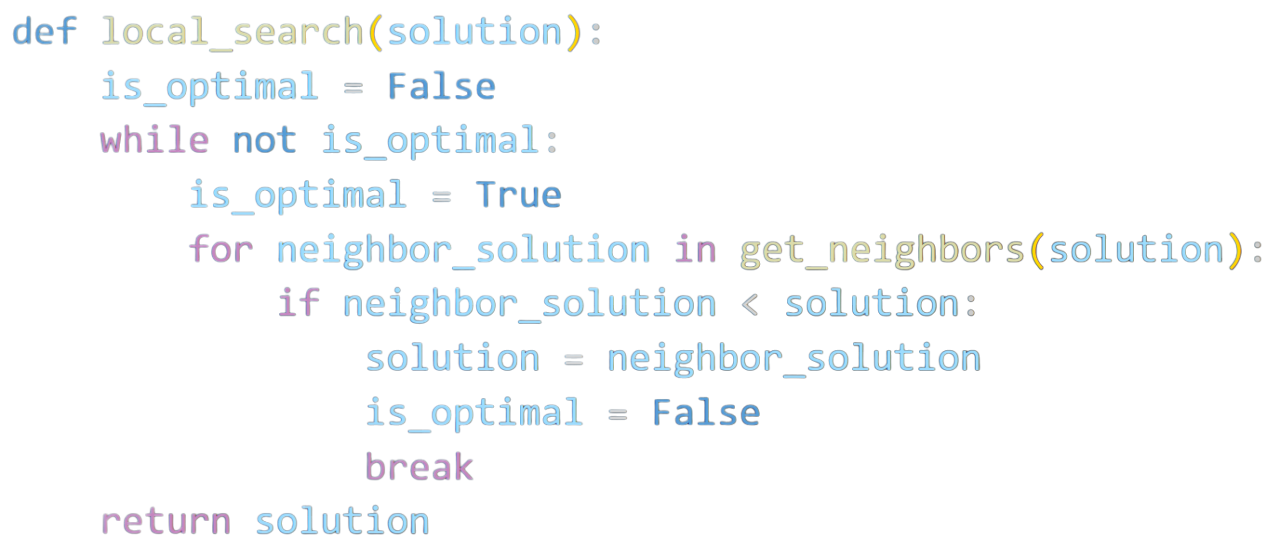 def local_search(solution):
    is_optimal = False
    while not is_optimal:
        is_optimal = True
        for neighbor_solution in get_neighbors(solution):
            if neighbor_solution < solution:
                solution = neighbor_solution
                is_optimal = False
                break
    return solution